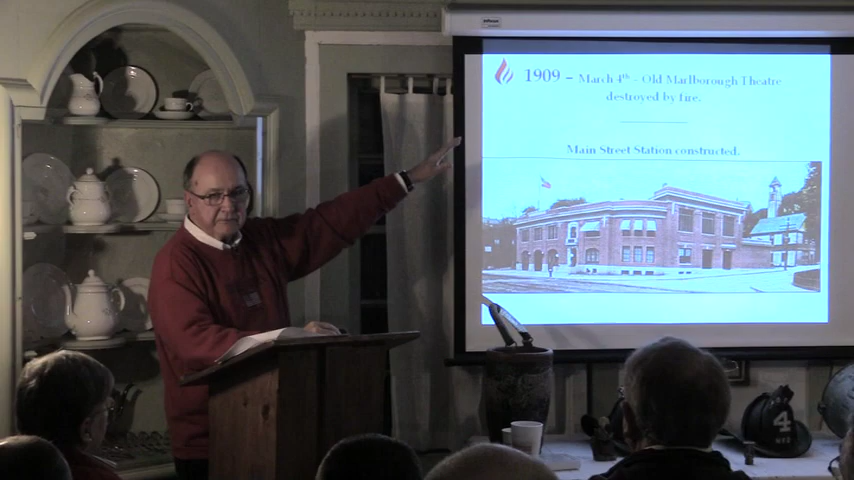 1909 – March 4th – Old Marlborough Theatre
destroyed by fire.
Main Street Station constructed.
4